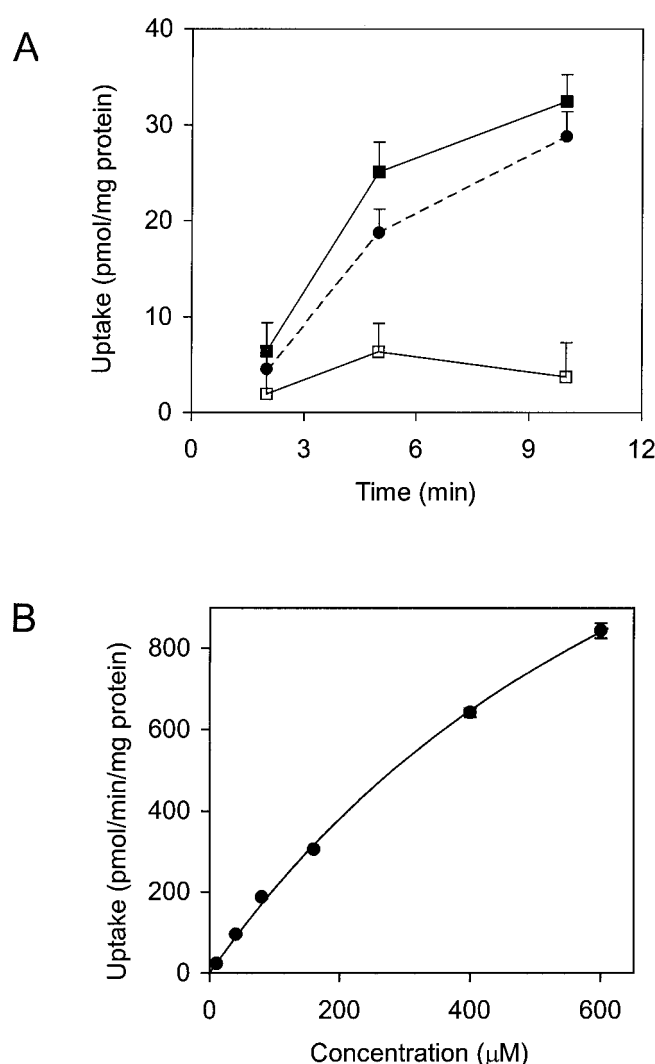 A
Uptake (pmol/mg protein)
40
30
20
10
0
0 3 6 9 12
Time (min)
B
Uptake (pmol/min/mg protein)
800
600
400
200
0
0 200 400 600
Concentration (μM)